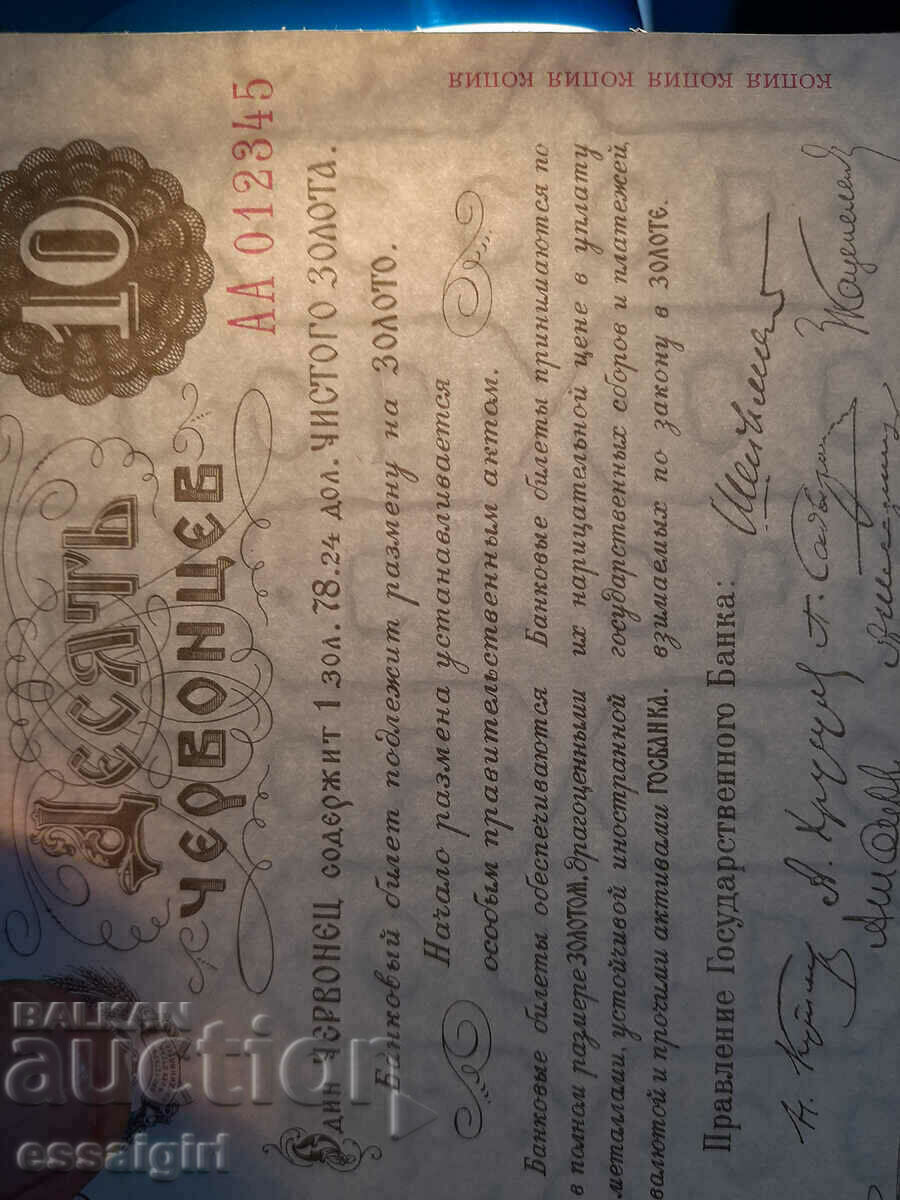 10
АА 012345
ДЕСЯТЬ
ЧЕРВОНЦЕВ
ОДИН ЧЕРВОНЕЦ СОДЕРЖИТ 1 ЗОЛ. 78.24 ДОЛ. ЧИСТОГО ЗОЛОТА.
Банковый билет подлежит размену на ЗОЛОТО.
Начало размена устанавливается
особым правительственным актом.
Банковые билеты обеспечиваются
в полном размере ЗОЛОТОМ, драгоценными
металлами, устойчивой иностранной
валютой и прочими активами ГОСБАНКА.
Банковые билеты принимаются по
их нарицательной цене в уплату
государственных сборов и платежей,
взимаемых по закону в ЗОЛОТЕ.
Правление Государственного Банка:
КОПИЯ КОПИЯ КОПИЯ КОПИЯ
BALKAN
auction
essaigirl